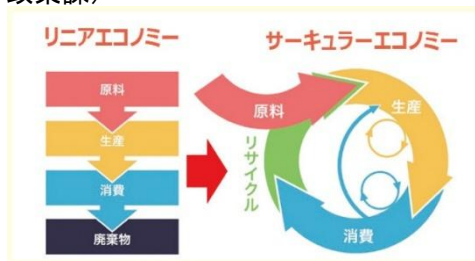 リニアエコノミー
原料
生産
消費
廃棄物
サーキュラーエコノミー
原料
生産
リサイクル
消費